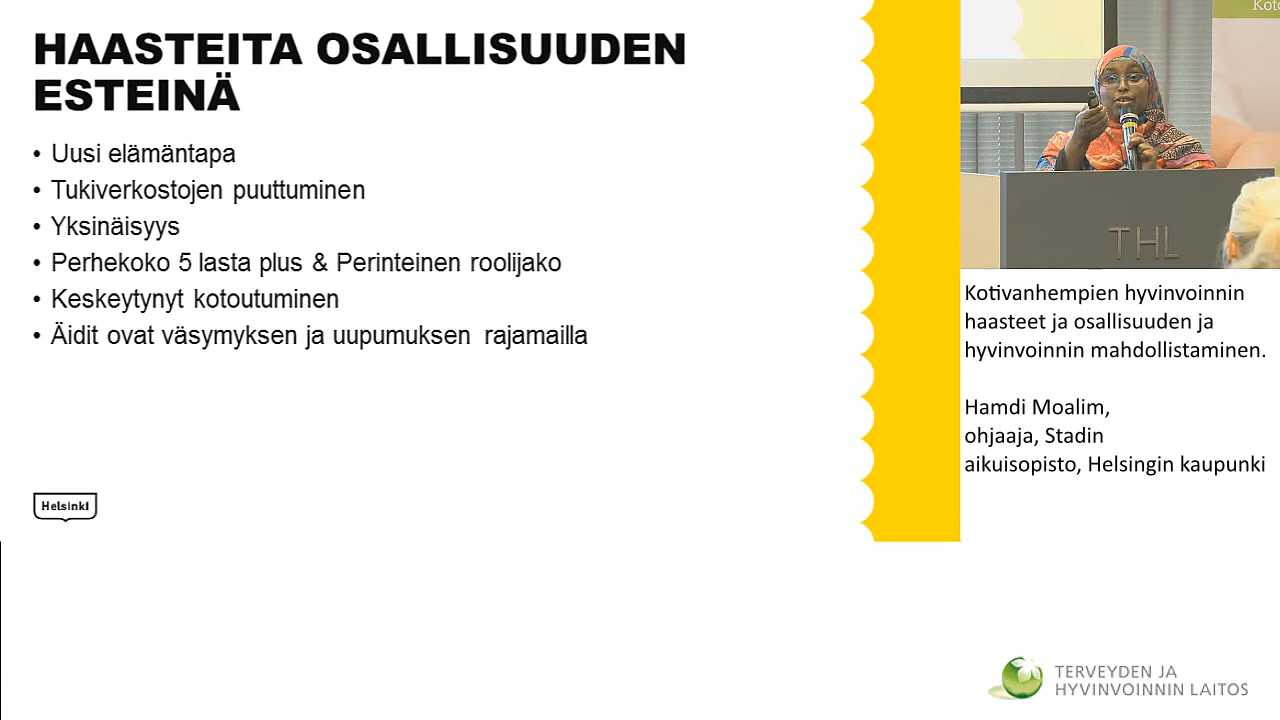 HAASTEITA OSALLISUUDEN
ESTEINÄ
• Uusi elämäntapa
• Tukiverkostojen puuttuminen
• Yksinäisyys
• Perhekoko 5 lasta plus & Perinteinen roolijako
• Keskeytynyt kotoutuminen
• Äidit ovat väsymyksen ja uupumuksen rajamailla
Helsinki
THL
Kotivanhempien hyvinvoinnin
haasteet ja osallisuuden ja
hyvinvoinnin mahdollistaminen.
Hamdi Moalim,
ohjaaja, Stadin
aikuisopisto, Helsingin kaupunki
TERVEYDEN JA
HYVINVOINNIN LAITOS